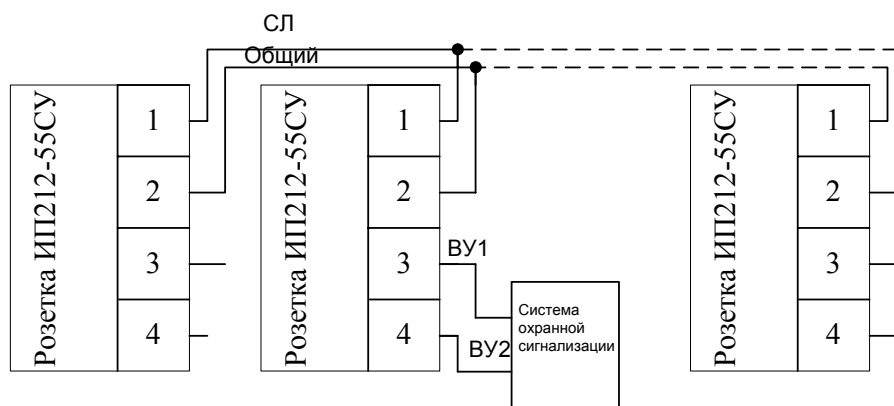 СЛ
Общий
Розетка ИП212-55СУ
1
2
3
4
Розетка ИП212-55СУ
1
2
3
4
ВУ1
ВУ2
Система
охранной
сигнализации
Розетка ИП212-55СУ
1
2
3
4